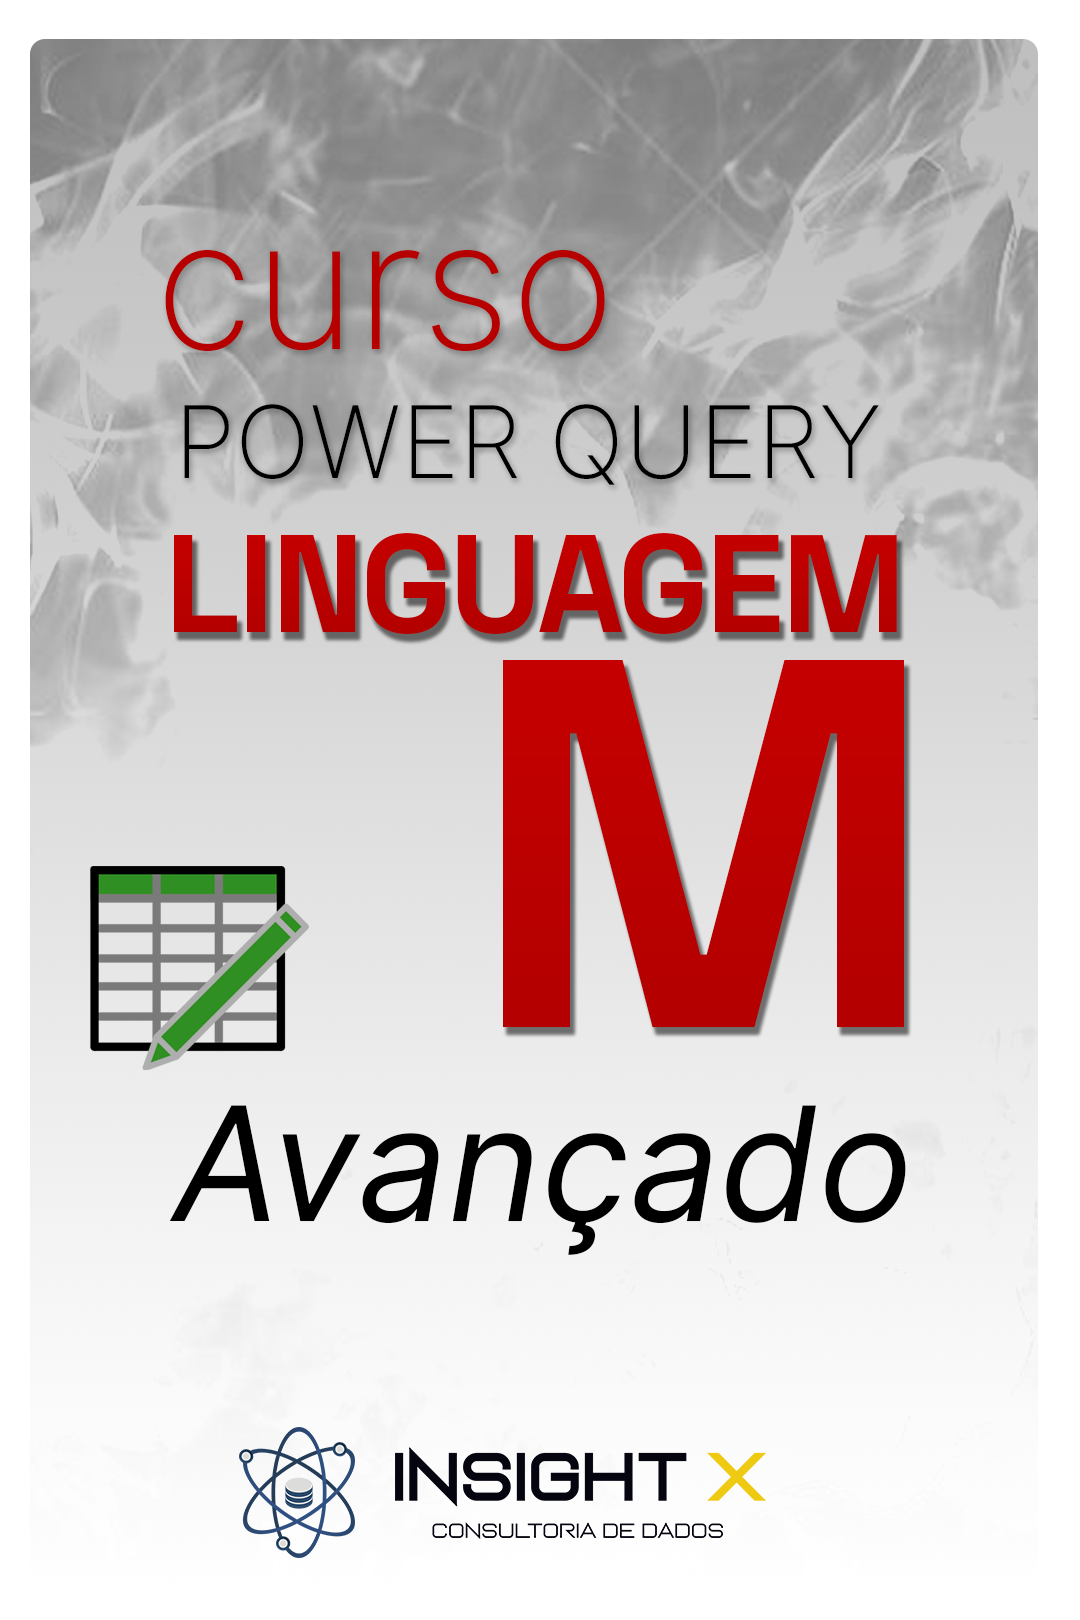 curso
POWER QUERY
LINGUAGEM
M
Avançado
INSIGHT X
CONSULTORIA DE DADOS